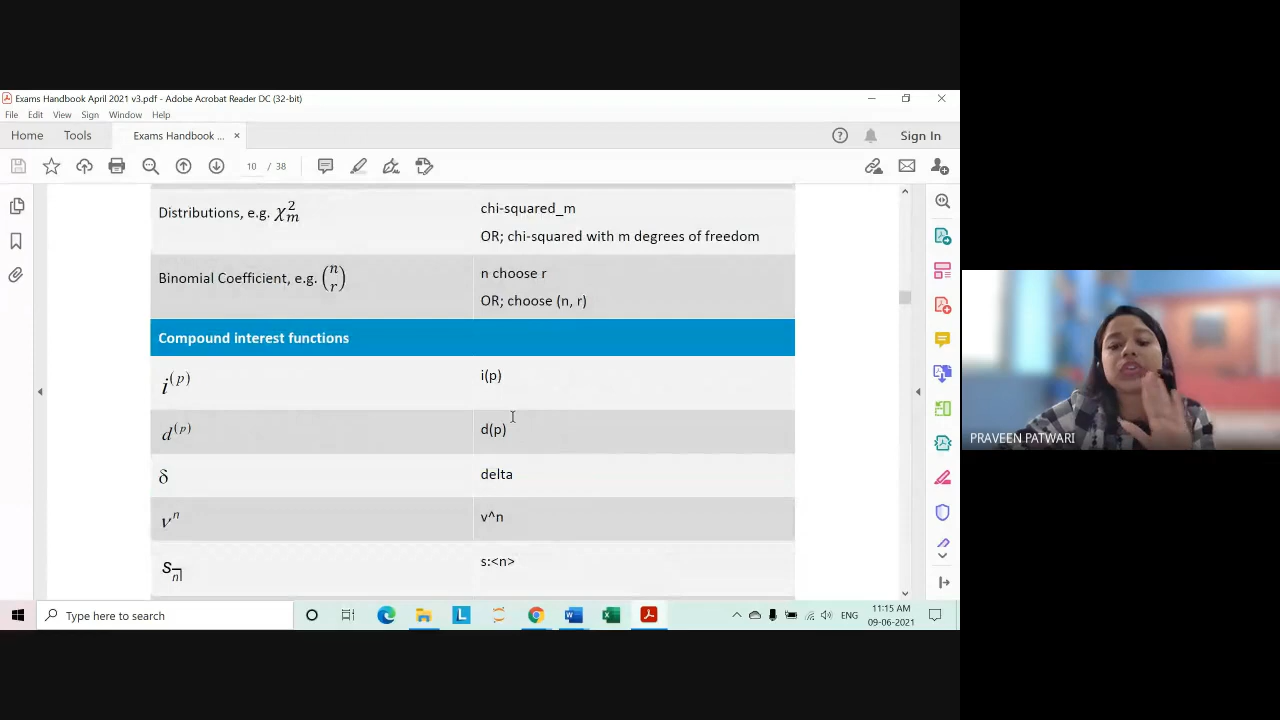 Exams Handbook April 2021 v3.pdf - Adobe Acrobat Reader DC (32-bit)
File Edit View Sign Window Help
Home Tools Exams Handbook ... × Sign In
10 / 38
Distributions, e.g. χ²ₘ
chi-squared_m
OR; chi-squared with m degrees of freedom
Binomial Coefficient, e.g. (n r)
n choose r
OR; choose (n, r)
Compound interest functions
i^(p) i(p)
d^(p) d(p)
δ delta
vⁿ v^n
s n̅| s:<n>
PRAVEEN PATWARI
Type here to search
ENG
11:15 AM
09-06-2021